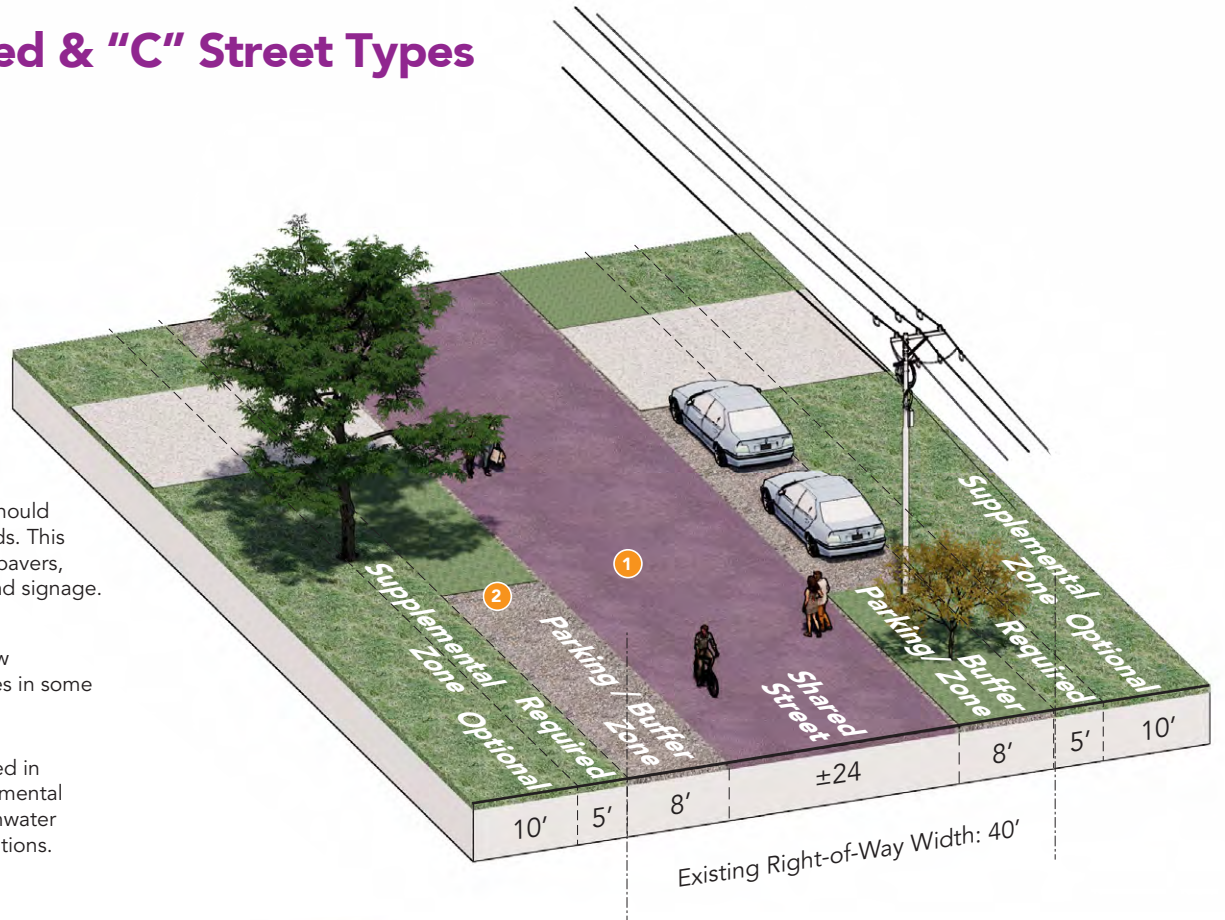 ed & “C” Street Types
hould
ds. This
pavers,
nd signage.
w
es in some
ed in
mental
nwater
tions.
1
2
Supplemental
Zone Optional
Required
Parking / Buffer
Zone
Shared
Street
Parking/ Buffer
Zone
Required
Supplemental
Zone Optional
10’
5’
8’
±24
8’
5’
10’
Existing Right-of-Way Width: 40’